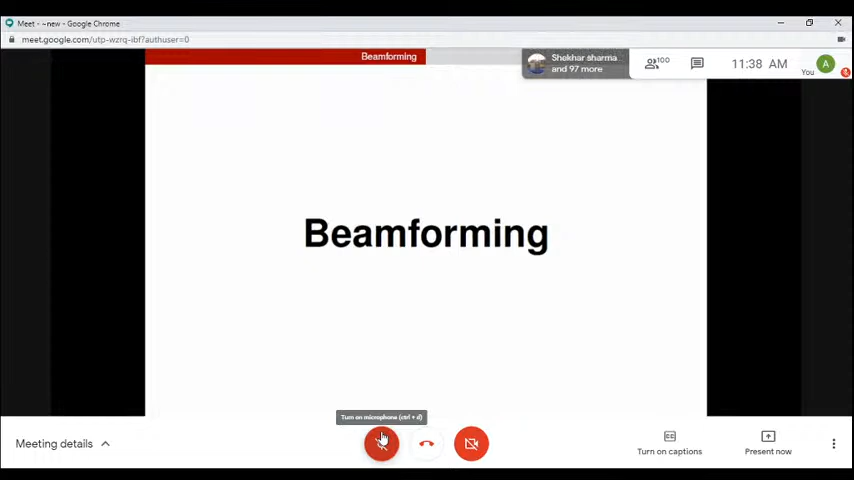 Meet - ~new - Google Chrome
meet.google.com/utp-wzrq-ibf?authuser=0
Beamforming
Shekhar sharma
and 97 more
100
11:38 AM
You
A
Beamforming
Turn on microphone (ctrl + d)
Meeting details
CC
Turn on captions
Present now